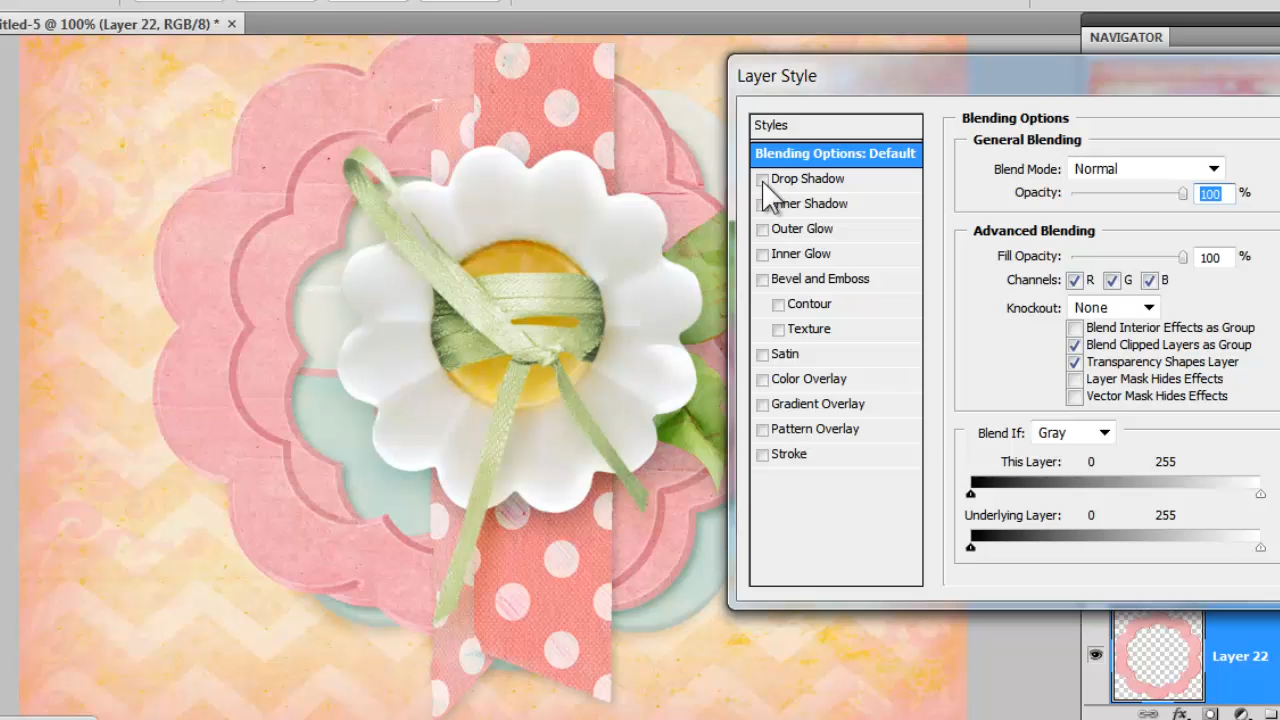 itled-5 @ 100% (Layer 22, RGB/8) * ×
NAVIGATOR
Layer Style
Styles
Blending Options: Default
Drop Shadow
Inner Shadow
Outer Glow
Inner Glow
Bevel and Emboss
Contour
Texture
Satin
Color Overlay
Gradient Overlay
Pattern Overlay
Stroke
Blending Options
General Blending
Blend Mode: Normal
Opacity: 100 %
Advanced Blending
Fill Opacity: 100 %
Channels: R G B
Knockout: None
Blend Interior Effects as Group
Blend Clipped Layers as Group
Transparency Shapes Layer
Layer Mask Hides Effects
Vector Mask Hides Effects
Blend If: Gray
This Layer: 0 255
Underlying Layer: 0 255
Layer 22
fx